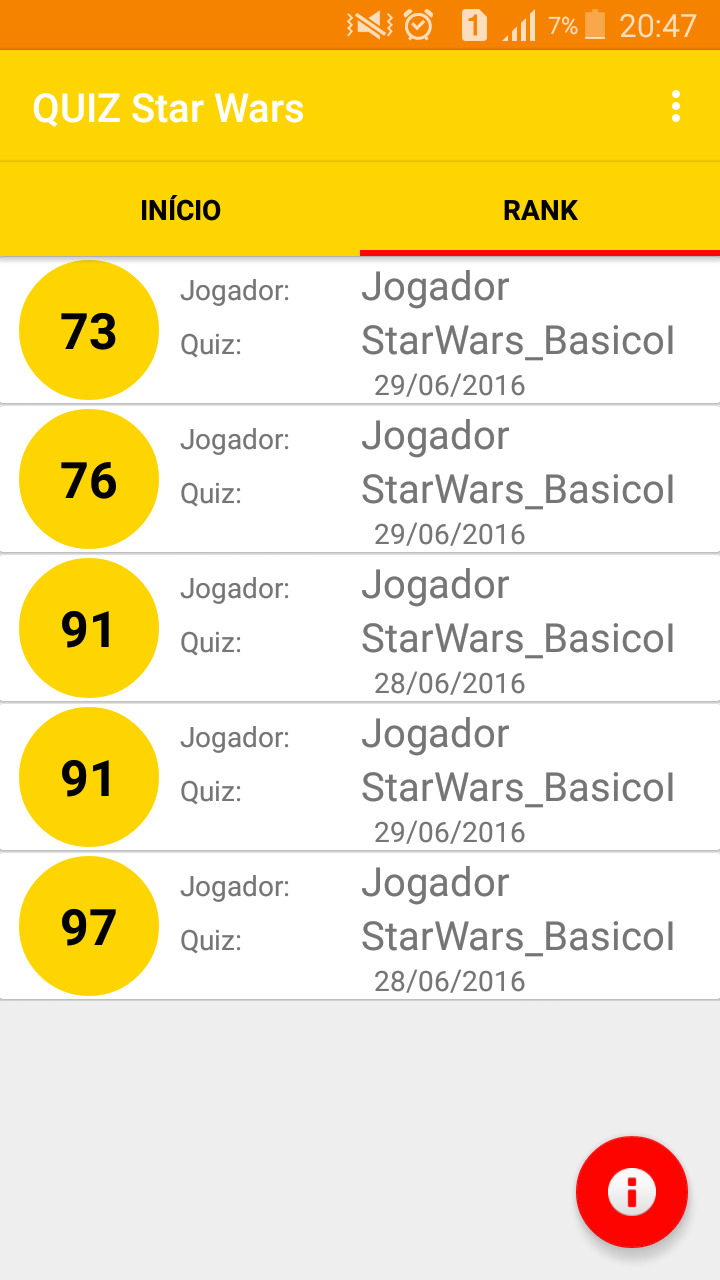 1 7% 20:47
QUIZ Star Wars
INÍCIO RANK
73 Jogador: Jogador
Quiz: StarWars_BasicoI
29/06/2016
76 Jogador: Jogador
Quiz: StarWars_BasicoI
29/06/2016
91 Jogador: Jogador
Quiz: StarWars_BasicoI
28/06/2016
91 Jogador: Jogador
Quiz: StarWars_BasicoI
29/06/2016
97 Jogador: Jogador
Quiz: StarWars_BasicoI
28/06/2016